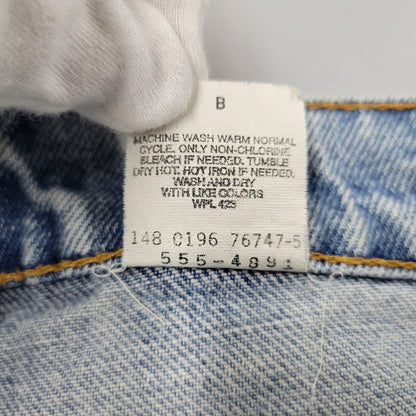 B
MACHINE WASH WARM NORMAL
CYCLE. ONLY NON-CHLORINE
BLEACH IF NEEDED. TUMBLE
DRY HOT. HOT IRON IF NEEDED.
WASH AND DRY
WITH LIKE COLORS
WPL 423
148 0196 76747-5
555-4891